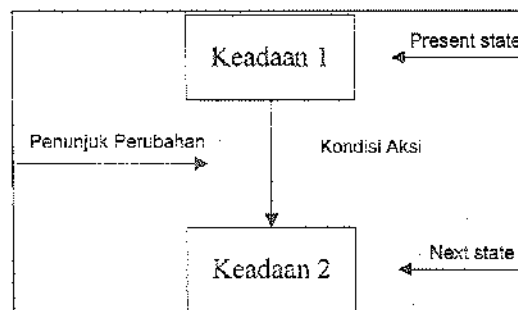 Keadaan 1
Present state
Penunjuk Perubahan
Kondisi Aksi
Next state
Keadaan 2